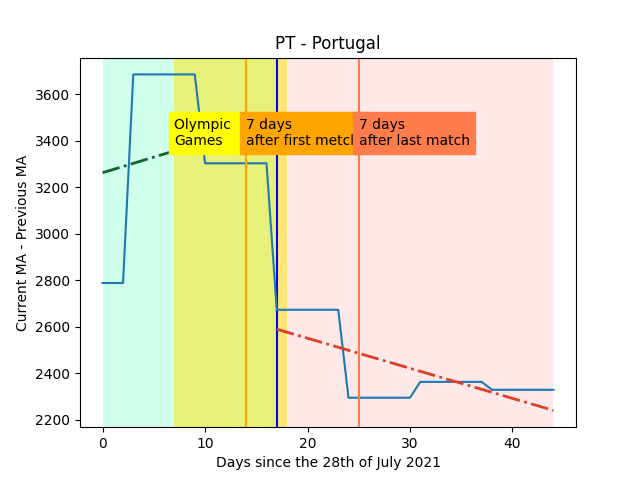 PT - Portugal
Current MA - Previous MA
3600
3400
3200
3000
2800
2600
2400
2200
Olympic
Games
7 days
after first metcl
7 days
after last match
0
10
20
30
40
Days since the 28th of July 2021